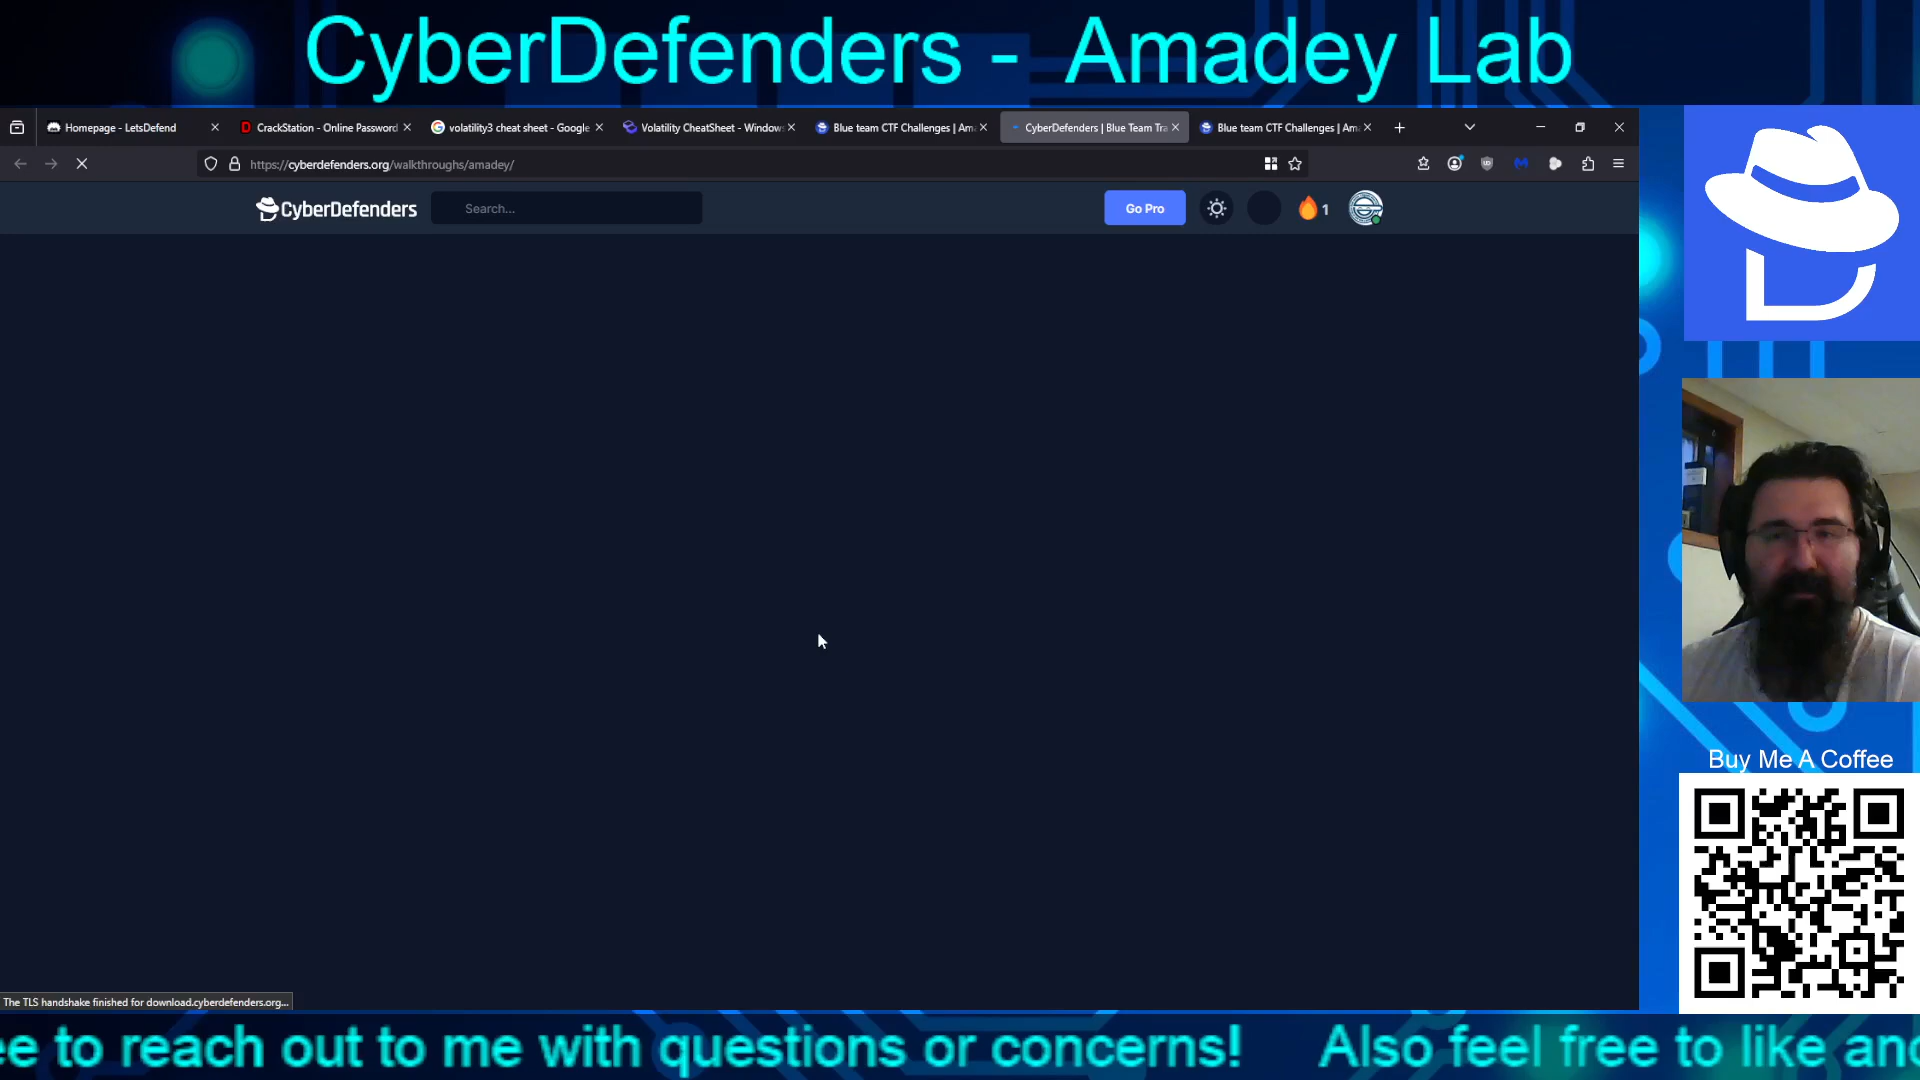 CyberDefenders - Amadey Lab
Homepage - LetsDefend
CrackStation - Online Password
volatility3 cheat sheet - Google
Volatility CheatSheet - Window
Blue team CTF Challenges | Am
CyberDefenders | Blue Team Tra
Blue team CTF Challenges | Am
https://cyberdefenders.org/walkthroughs/amadey/
CyberDefenders
Search...
Go Pro
1
Buy Me A Coffee
The TLS handshake finished for download.cyberdefenders.org...
ee to reach out to me with questions or concerns! Also feel free to like and